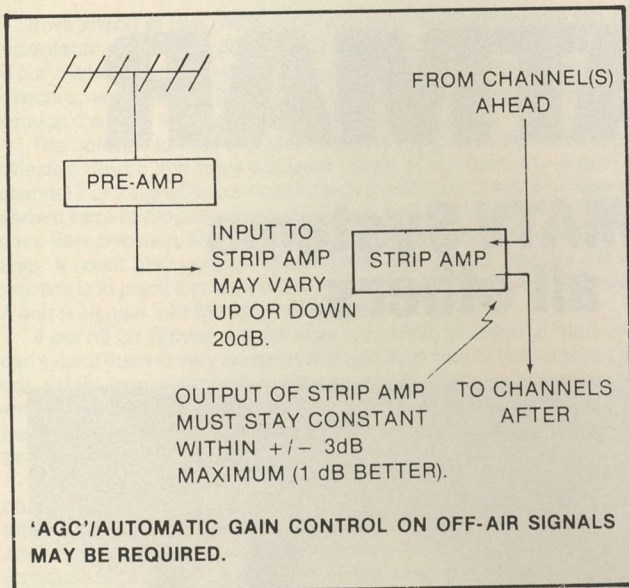 FROM CHANNEL(S)
AHEAD
PRE-AMP
INPUT TO
STRIP AMP
MAY VARY
UP OR DOWN
20dB.
STRIP AMP
OUTPUT OF STRIP AMP
MUST STAY CONSTANT
WITHIN +/− 3dB
MAXIMUM (1 dB BETTER).
TO CHANNELS
AFTER
'AGC'/AUTOMATIC GAIN CONTROL ON OFF-AIR SIGNALS
MAY BE REQUIRED.